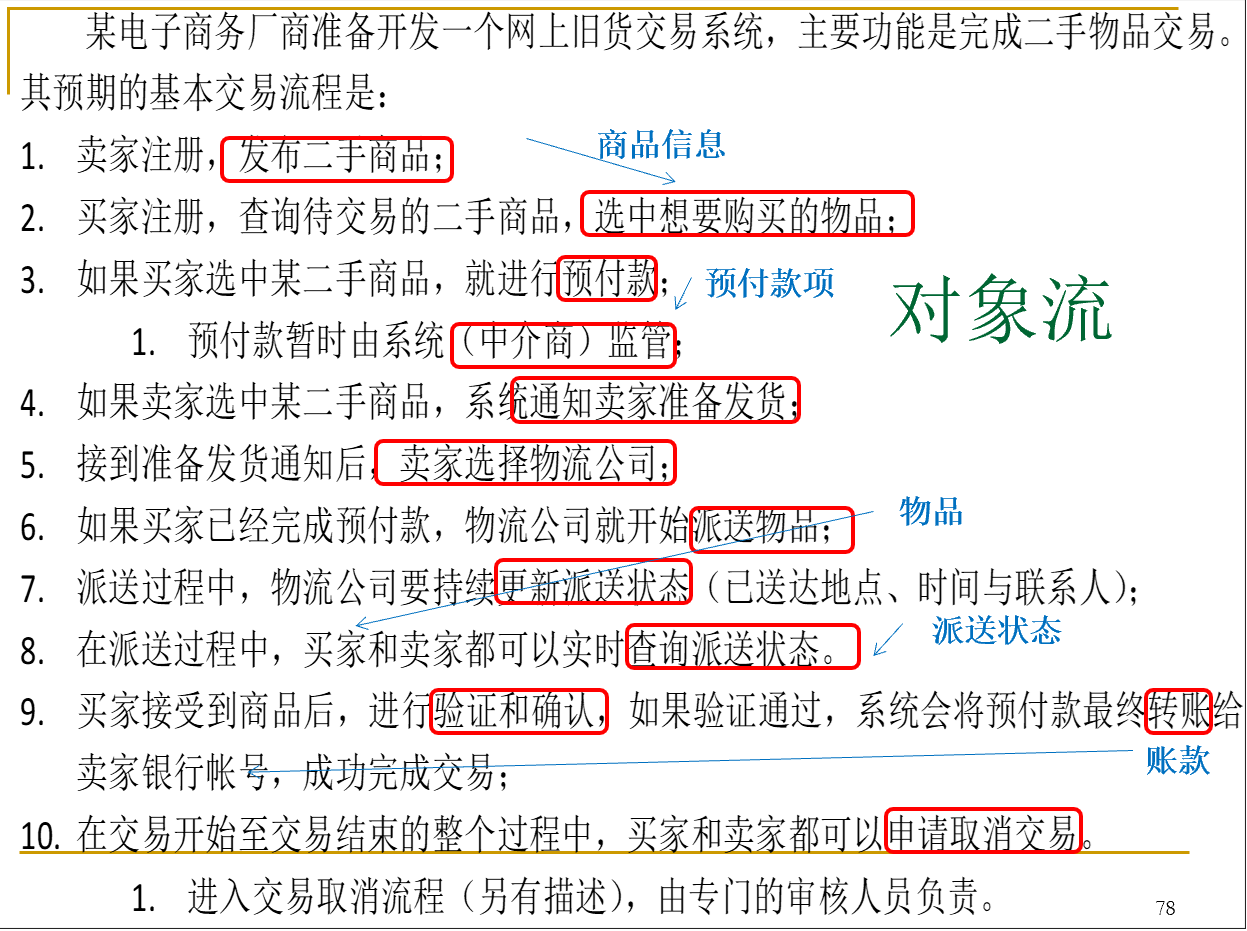 某电子商务厂商准备开发一个网上旧货交易系统，主要功能是完成二手物品交易。
其预期的基本交易流程是：
1. 卖家注册，发布二手商品；
商品信息
2. 买家注册，查询待交易的二手商品，选中想要购买的物品；
3. 如果买家选中某二手商品，就进行预付款；
预付款项
对象流
1. 预付款暂时由系统（中介商）监管；
4. 如果卖家选中某二手商品，系统通知卖家准备发货；
5. 接到准备发货通知后，卖家选择物流公司；
物品
6. 如果买家已经完成预付款，物流公司就开始派送物品；
7. 派送过程中，物流公司要持续更新派送状态（已送达地点、时间与联系人）；
派送状态
8. 在派送过程中，买家和卖家都可以实时查询派送状态。
9. 买家接受到商品后，进行验证和确认，如果验证通过，系统会将预付款最终转账给
卖家银行帐号，成功完成交易；
账款
10. 在交易开始至交易结束的整个过程中，买家和卖家都可以申请取消交易。
1. 进入交易取消流程（另有描述），由专门的审核人员负责。
78